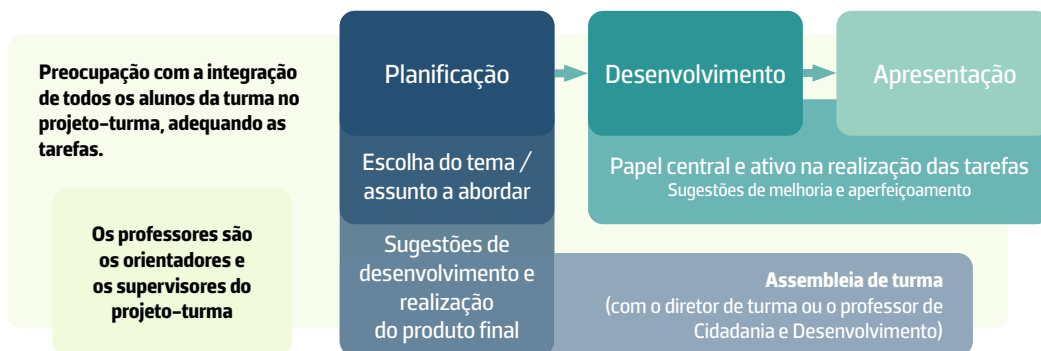 Preocupação com a integração
de todos os alunos da turma no
projeto-turma, adequando as
tarefas.
Os professores são
os orientadores e
os supervisores do
projeto-turma
Planificação
Escolha do tema /
assunto a abordar
Sugestões de
desenvolvimento e
realização
do produto final
Desenvolvimento
Apresentação
Papel central e ativo na realização das tarefas
Sugestões de melhoria e aperfeiçoamento
Assembleia de turma
(com o diretor de turma ou o professor de
Cidadania e Desenvolvimento)